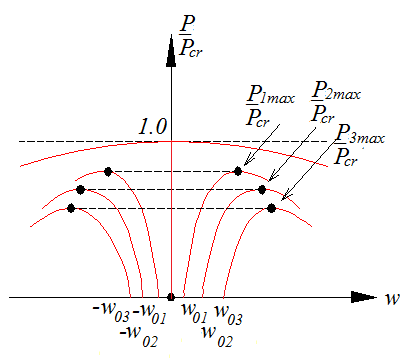 P
Pcr
1.0
P1max
Pcr
P2max
Pcr
P3max
Pcr
w
-w03 -w01 w01 w03
-w02 w02